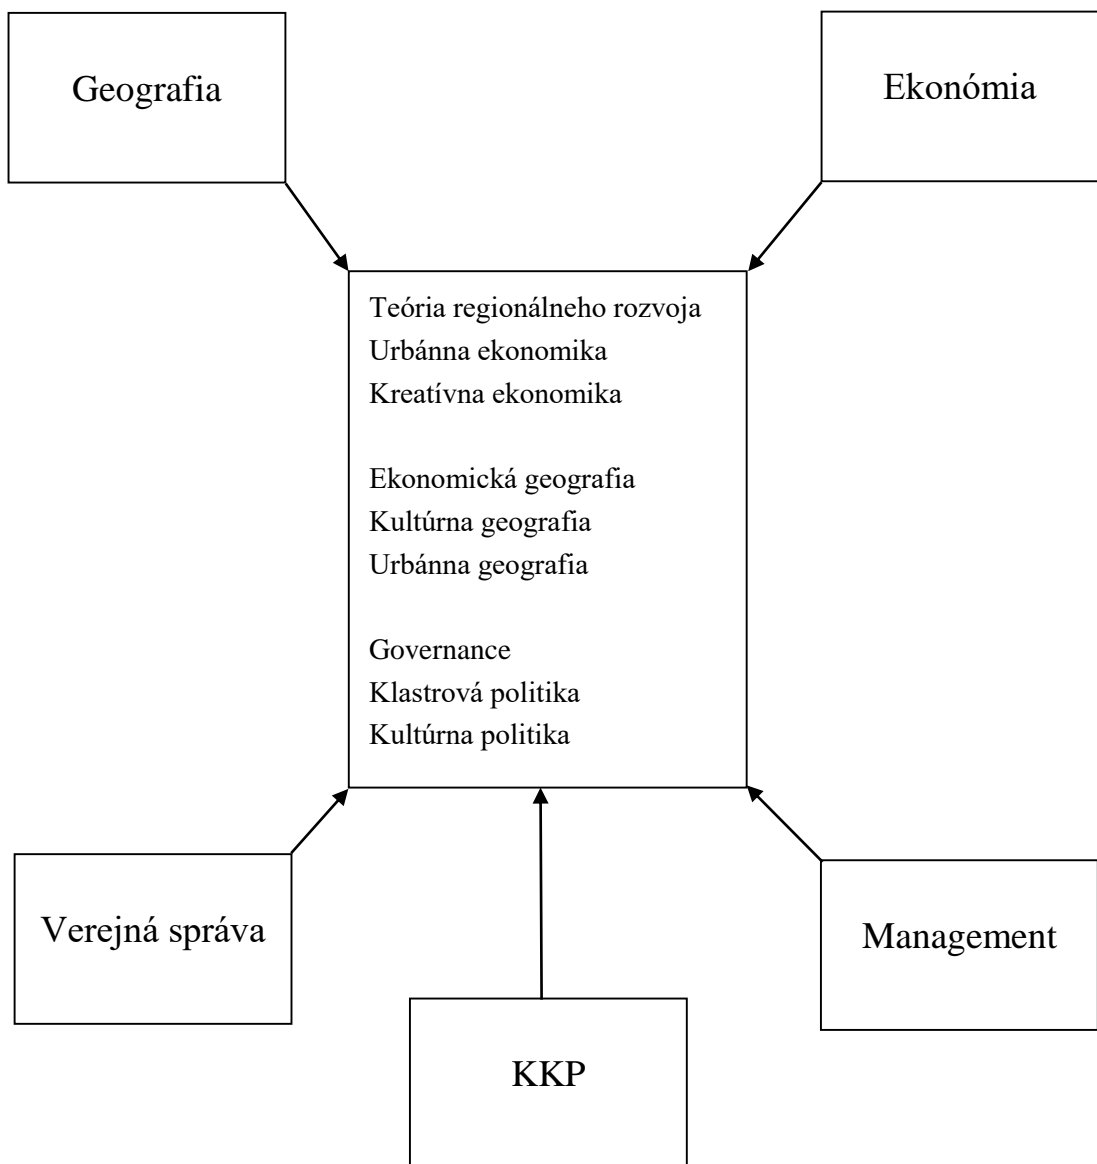 Geografia
Ekonómia
Teória regionálneho rozvoja
Urbánna ekonomika
Kreatívna ekonomika
Ekonomická geografia
Kultúrna geografia
Urbánna geografia
Governance
Klastrová politika
Kultúrna politika
Verejná správa
Management
KKP